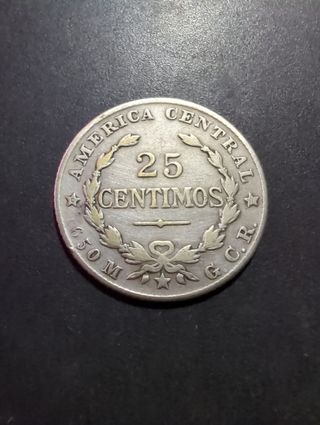 AMERICA CENTRAL
25
CENTIMOS
650 M
G.C.R.